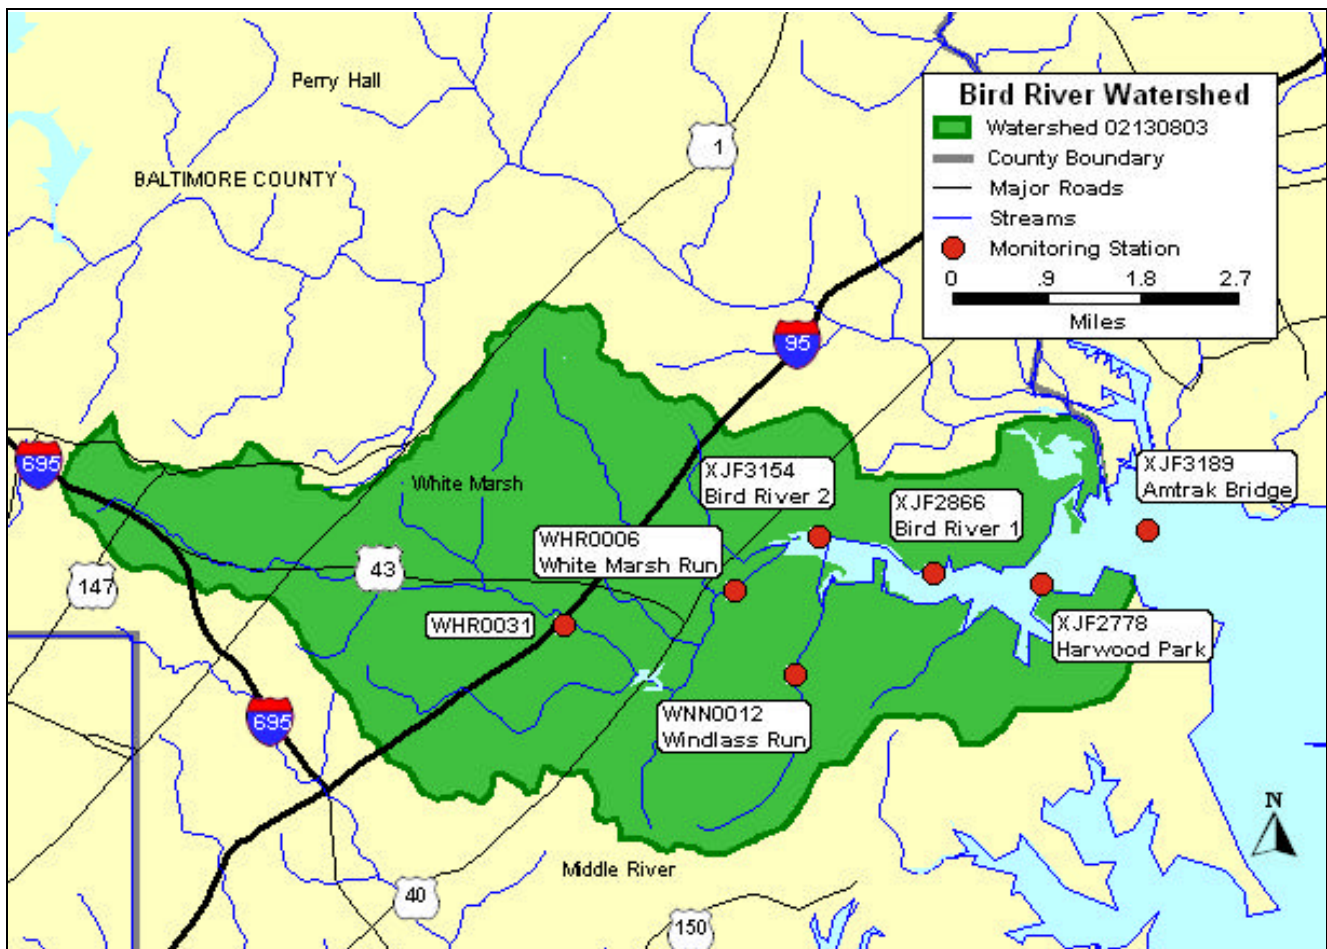 Perry Hall
BALTIMORE COUNTY
1
Bird River Watershed
Watershed 02130803
County Boundary
Major Roads
Streams
Monitoring Station
0 .9 1.8 2.7
Miles
95
695
White Marsh
XJF3154
Bird River 2
XJF2866
Bird River 1
XJF3189
Amtrak Bridge
WHR0006
White Marsh Run
43
147
WHR0031
XJF2778
Harwood Park
695
WNN0012
Windlass Run
N
Middle River
40
150